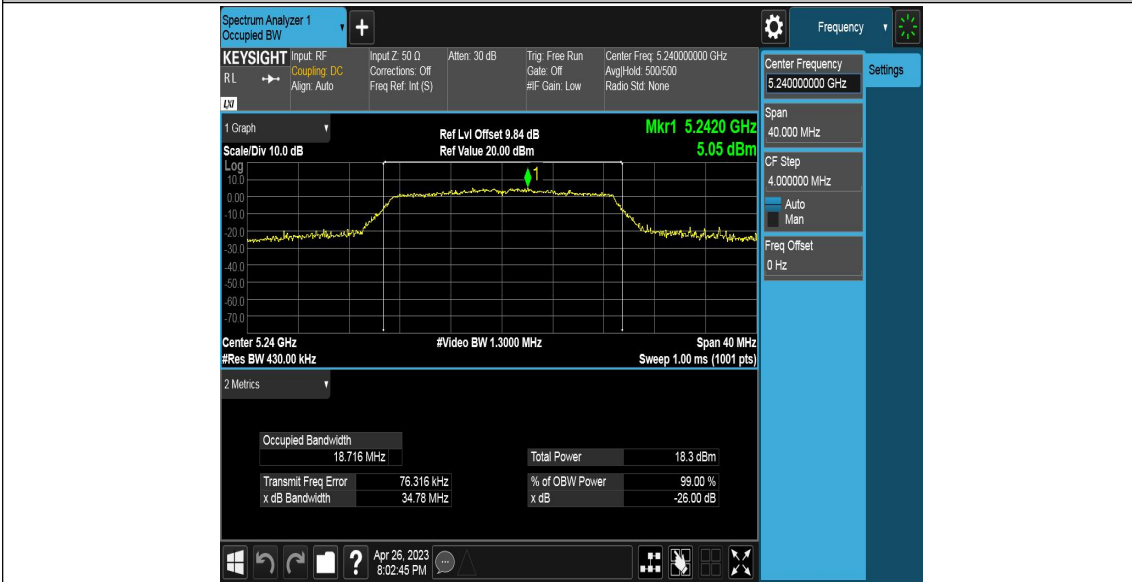 Spectrum Analyzer 1
Occupied BW
+
Frequency
KEYSIGHT
RL
LXI
Input: RF
Coupling: DC
Align: Auto
Input Z: 50 Ω
Corrections: Off
Freq Ref: Int (S)
Atten: 30 dB
Trig: Free Run
Gate: Off
#IF Gain: Low
Center Freq: 5.240000000 GHz
Avg|Hold: 500/500
Radio Std: None
Center Frequency
5.240000000 GHz
Settings
Span
40.000 MHz
CF Step
4.000000 MHz
Auto
Man
Freq Offset
0 Hz
1 Graph
Scale/Div 10.0 dB
Ref Lvl Offset 9.84 dB
Ref Value 20.00 dBm
Mkr1 5.2420 GHz
5.05 dBm
Log
10.0
0.00
-10.0
-20.0
-30.0
-40.0
-50.0
-60.0
-70.0
1
Center 5.24 GHz
#Video BW 1.3000 MHz
Span 40 MHz
#Res BW 430.00 kHz
Sweep 1.00 ms (1001 pts)
2 Metrics
Occupied Bandwidth
18.716 MHz
Total Power 18.3 dBm
Transmit Freq Error 76.316 kHz
% of OBW Power 99.00 %
x dB Bandwidth 34.78 MHz
x dB -26.00 dB
?
Apr 26, 2023
8:02:45 PM